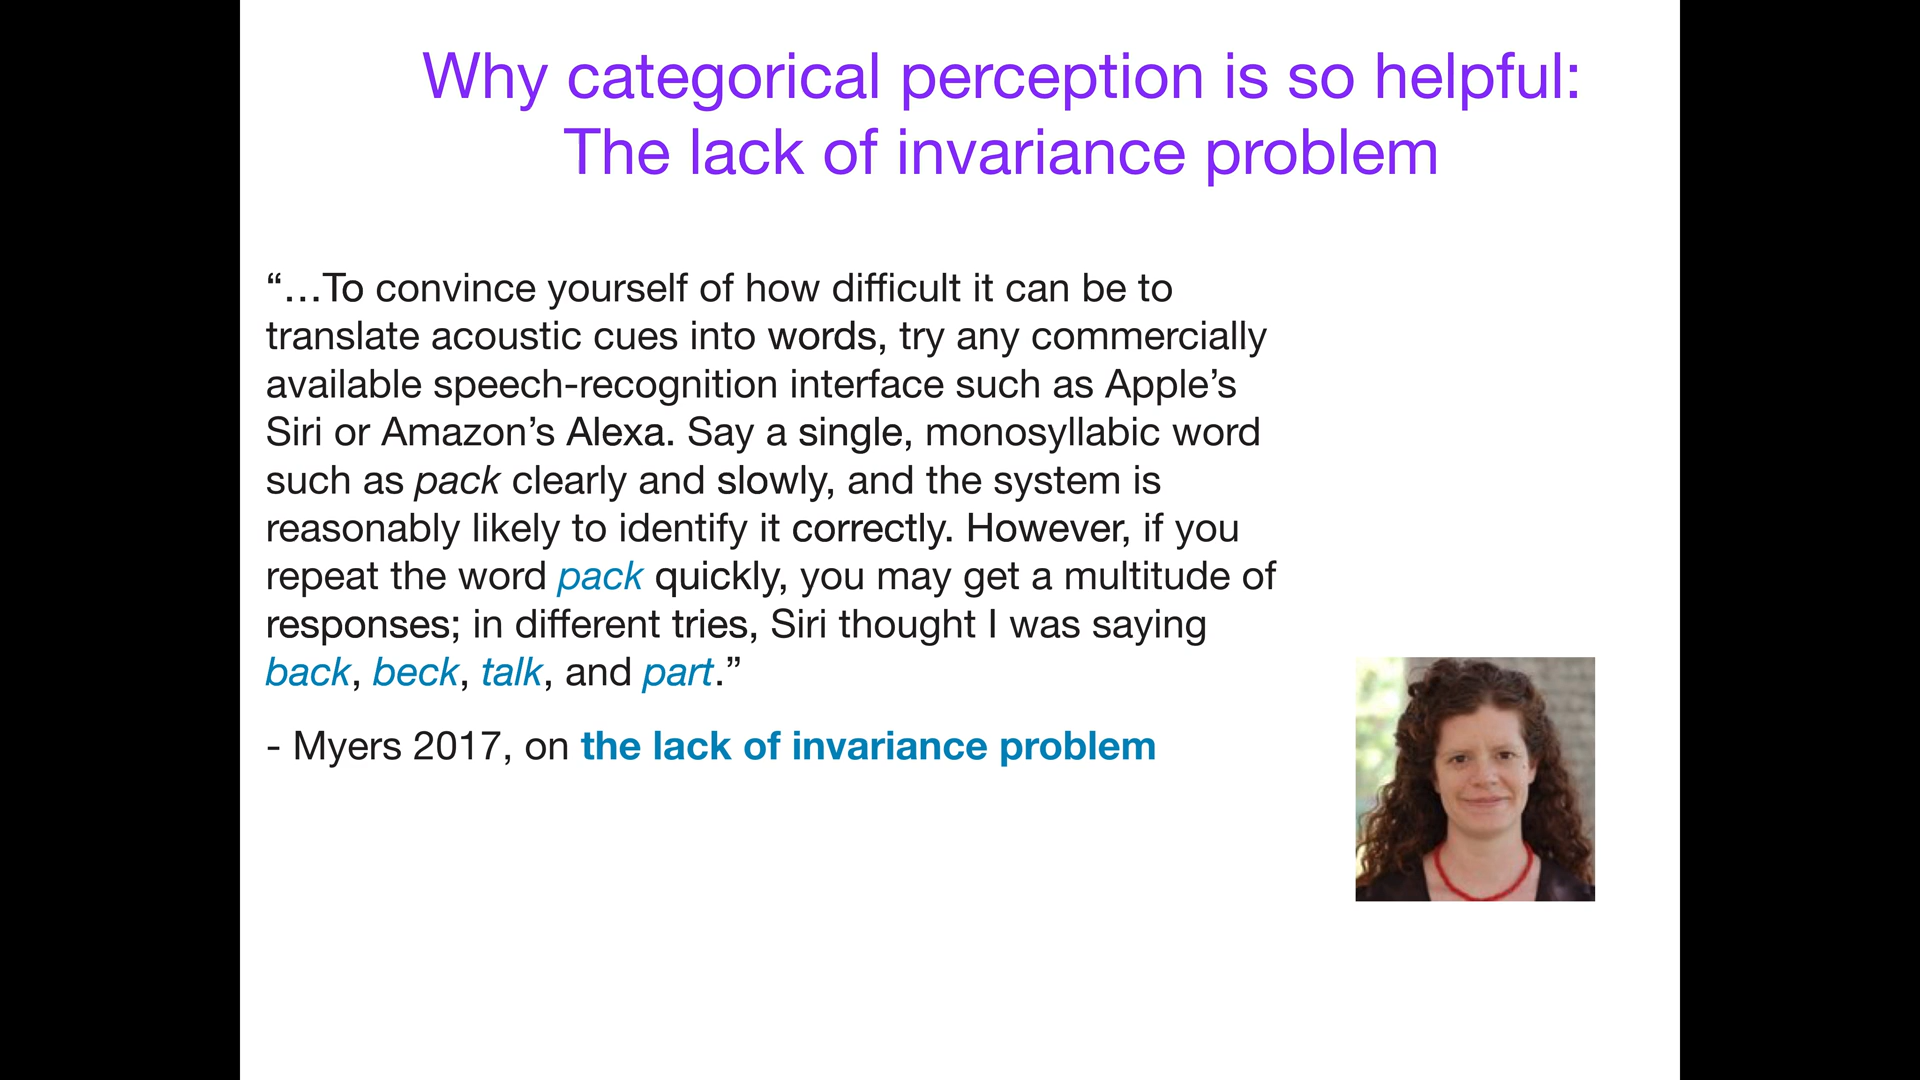 Why categorical perception is so helpful:
The lack of invariance problem
“…To convince yourself of how difficult it can be to
translate acoustic cues into words, try any commercially
available speech-recognition interface such as Apple’s
Siri or Amazon’s Alexa. Say a single, monosyllabic word
such as pack clearly and slowly, and the system is
reasonably likely to identify it correctly. However, if you
repeat the word pack quickly, you may get a multitude of
responses; in different tries, Siri thought I was saying
back, beck, talk, and part.”
- Myers 2017, on the lack of invariance problem